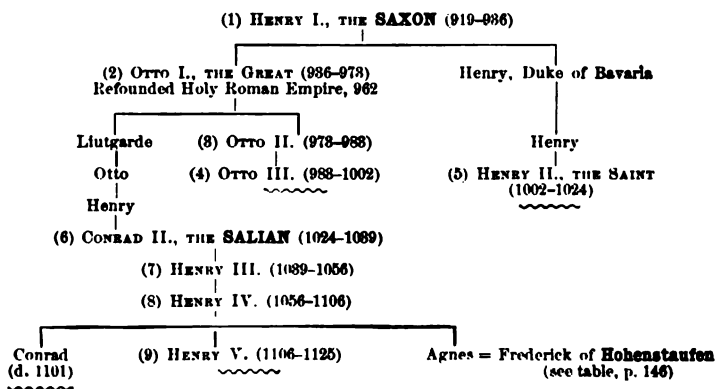 (1) HENRY I., THE SAXON (919–936)
(2) OTTO I., THE GREAT (936–973)
Refounded Holy Roman Empire, 962
Henry, Duke of Bavaria
Liutgarde
(3) OTTO II. (973–983)
Henry
Otto
(4) OTTO III. (983–1002)
(5) HENRY II., THE SAINT
(1002–1024)
Henry
(6) CONRAD II., THE SALIAN (1024–1039)
(7) HENRY III. (1039–1056)
(8) HENRY IV. (1056–1106)
Conrad
(d. 1101)
(9) HENRY V. (1106–1125)
Agnes = Frederick of Hohenstaufen
(see table, p. 146)